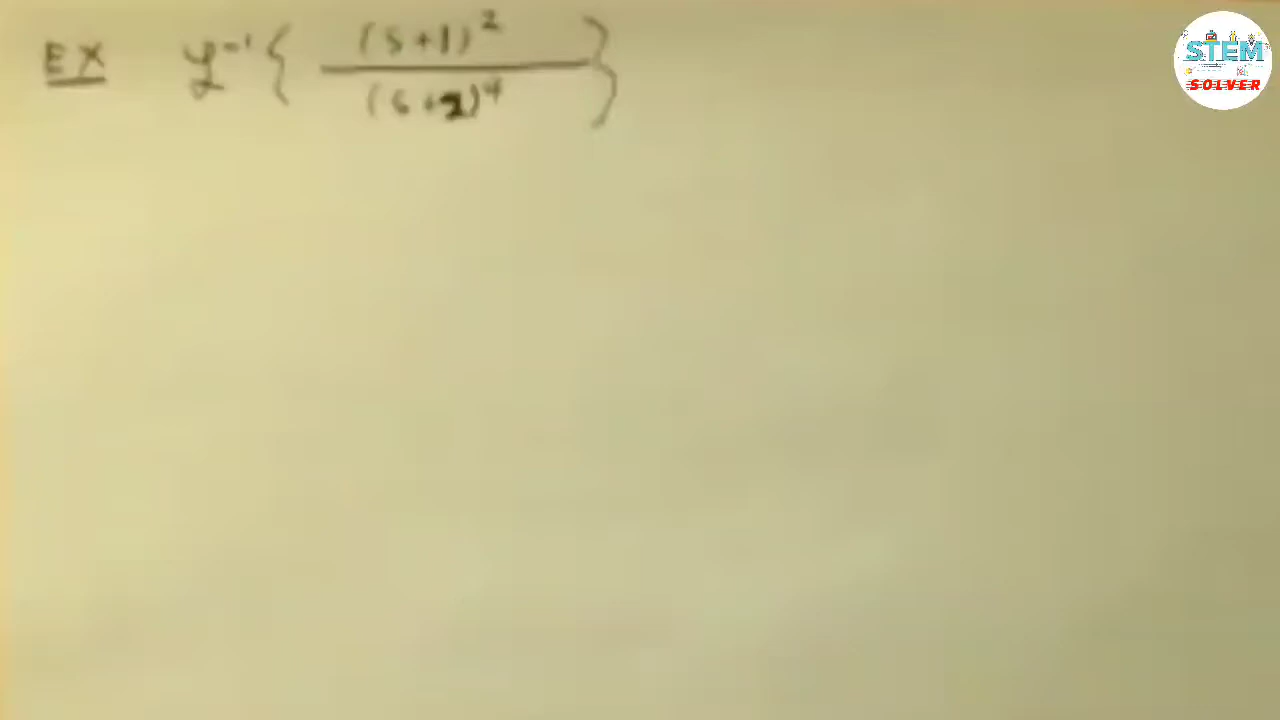 EX ℒ⁻¹{ (s+1)² / (s+2)⁴ }
STEM
SOLVER